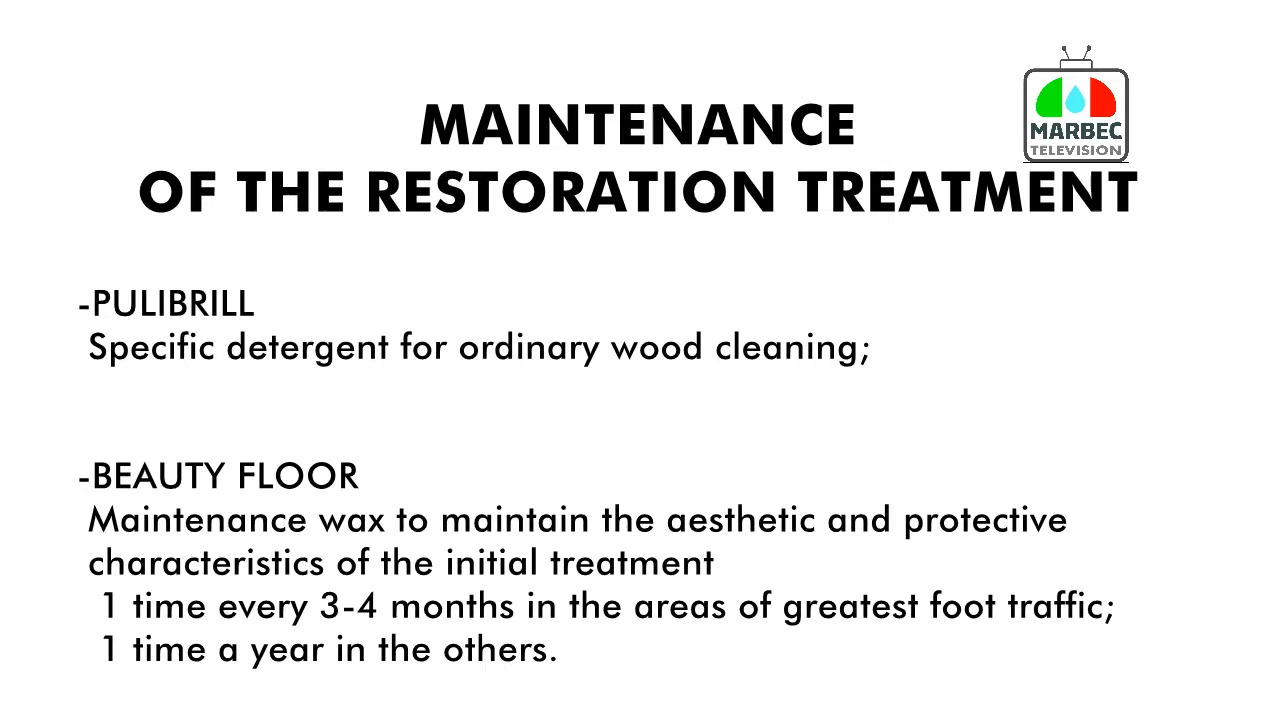 MARBEC
TELEVISION
MAINTENANCE
OF THE RESTORATION TREATMENT
-PULIBRILL
Specific detergent for ordinary wood cleaning;
-BEAUTY FLOOR
Maintenance wax to maintain the aesthetic and protective
characteristics of the initial treatment
1 time every 3-4 months in the areas of greatest foot traffic;
1 time a year in the others.